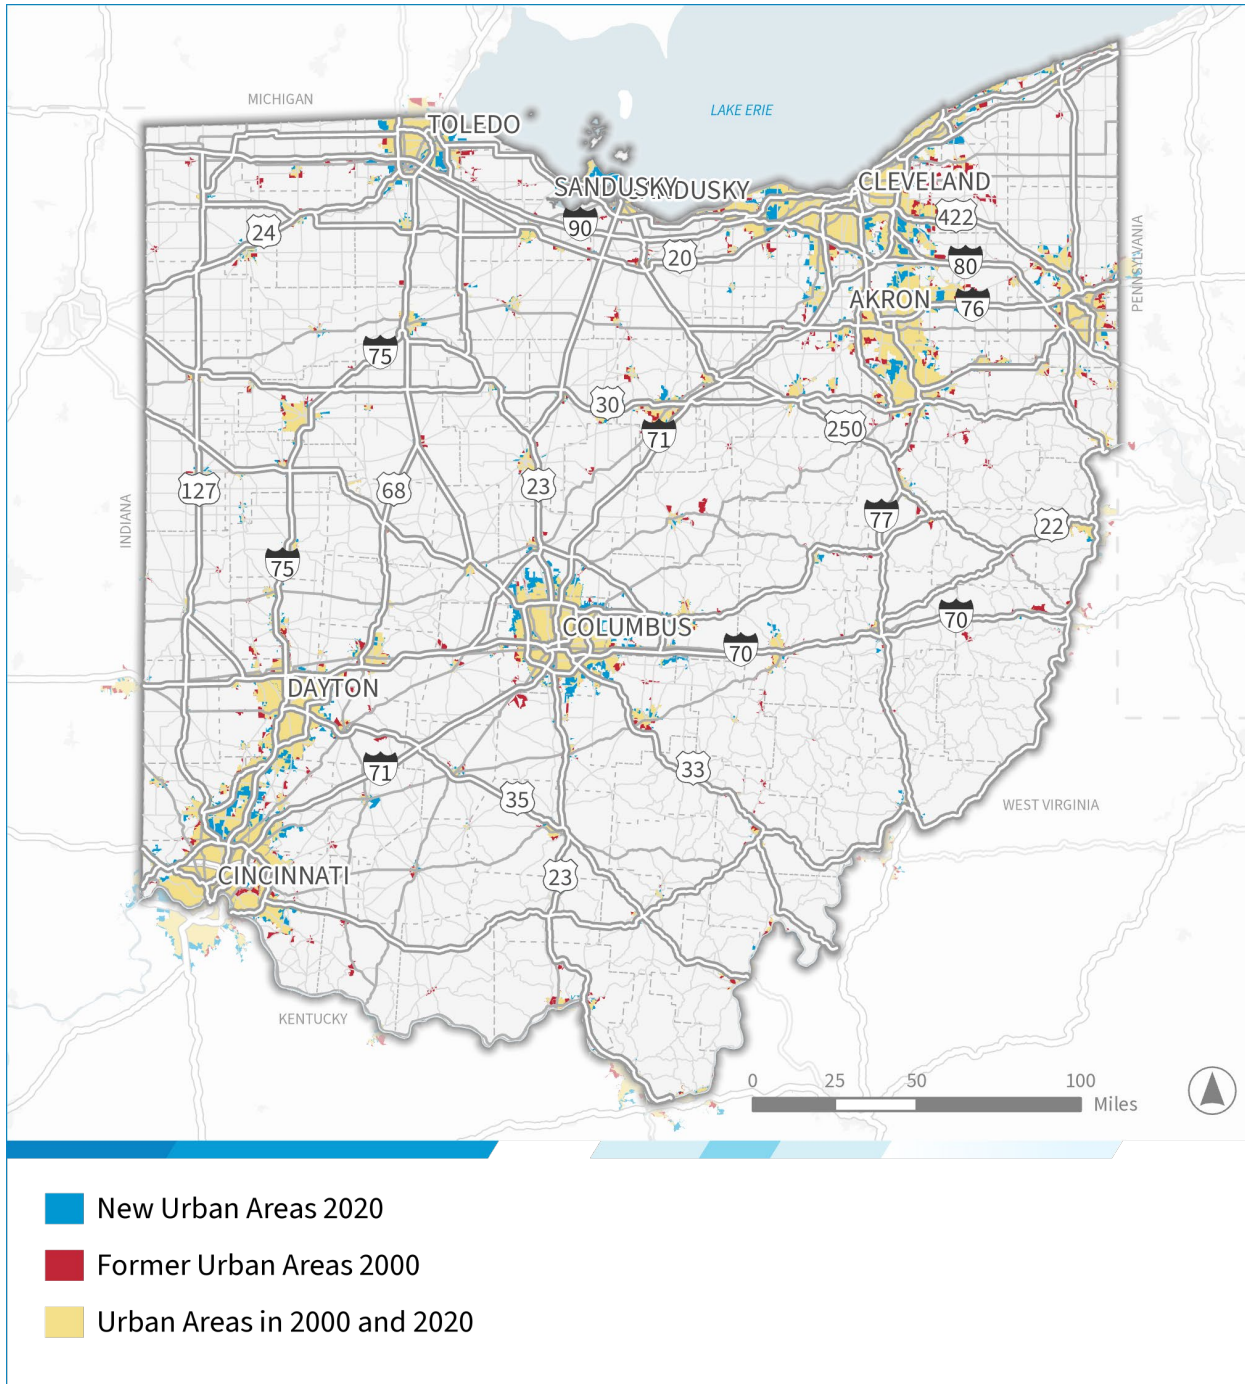 MICHIGAN
LAKE ERIE
TOLEDO
SANDUSKY
DUSKY
CLEVELAND
422
24
90
20
80
PENNSYLVANIA
AKRON
76
75
30
250
71
127
68
23
77
22
INDIANA
75
70
COLUMBUS
70
DAYTON
71
33
35
WEST VIRGINIA
CINCINNATI
23
KENTUCKY
0 25 50 100
Miles
New Urban Areas 2020
Former Urban Areas 2000
Urban Areas in 2000 and 2020